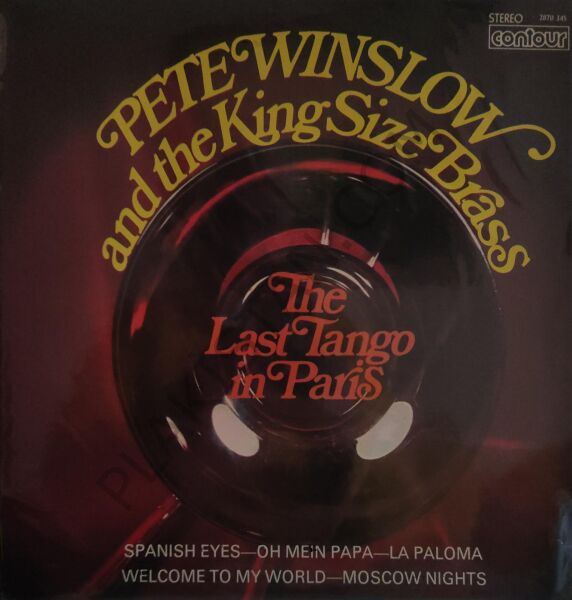 STEREO 2870 345
contour
PETE WINSLOW
and the King Size Brass
The
Last Tango
in Paris
SPANISH EYES—OH MEIN PAPA—LA PALOMA
WELCOME TO MY WORLD—MOSCOW NIGHTS